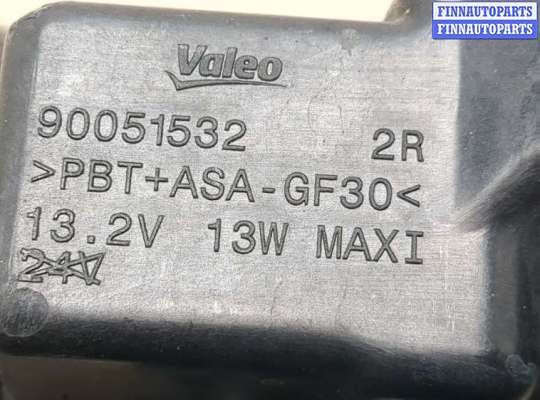 FINNAUTOPARTS
FINNAUTOPARTS
Valeo
90051532 2R
>PBT+ASA-GF30<
13.2V 13W MAXI
24V